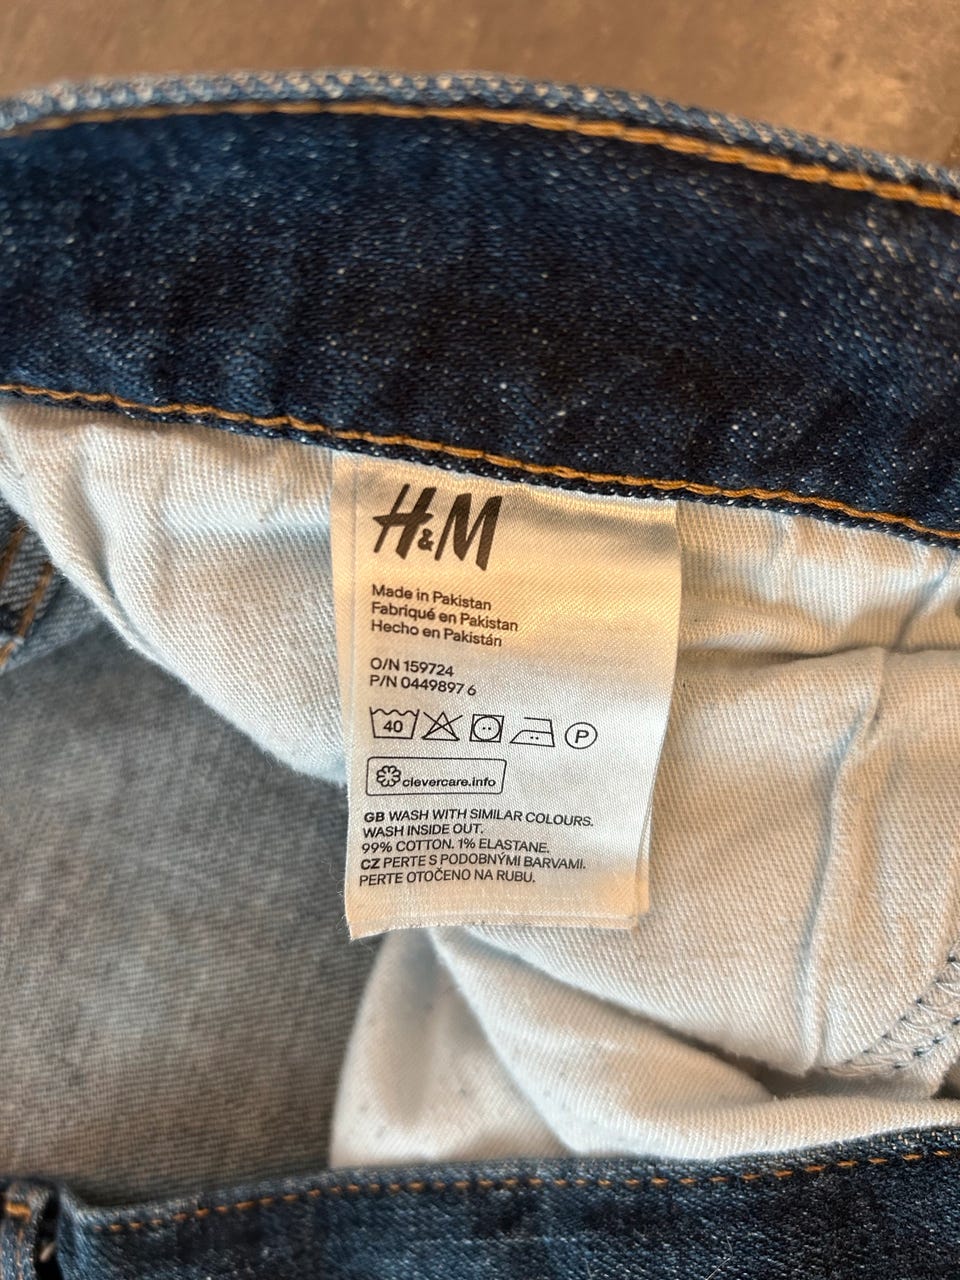 H&M
Made in Pakistan
Fabriqué en Pakistan
Hecho en Pakistán
O/N 159724
P/N 0449897 6
40
P
clevercare.info
GB WASH WITH SIMILAR COLOURS.
WASH INSIDE OUT.
99% COTTON. 1% ELASTANE.
CZ PERTE S PODOBNÝMI BARVAMI.
PERTE OTOČENO NA RUBU.